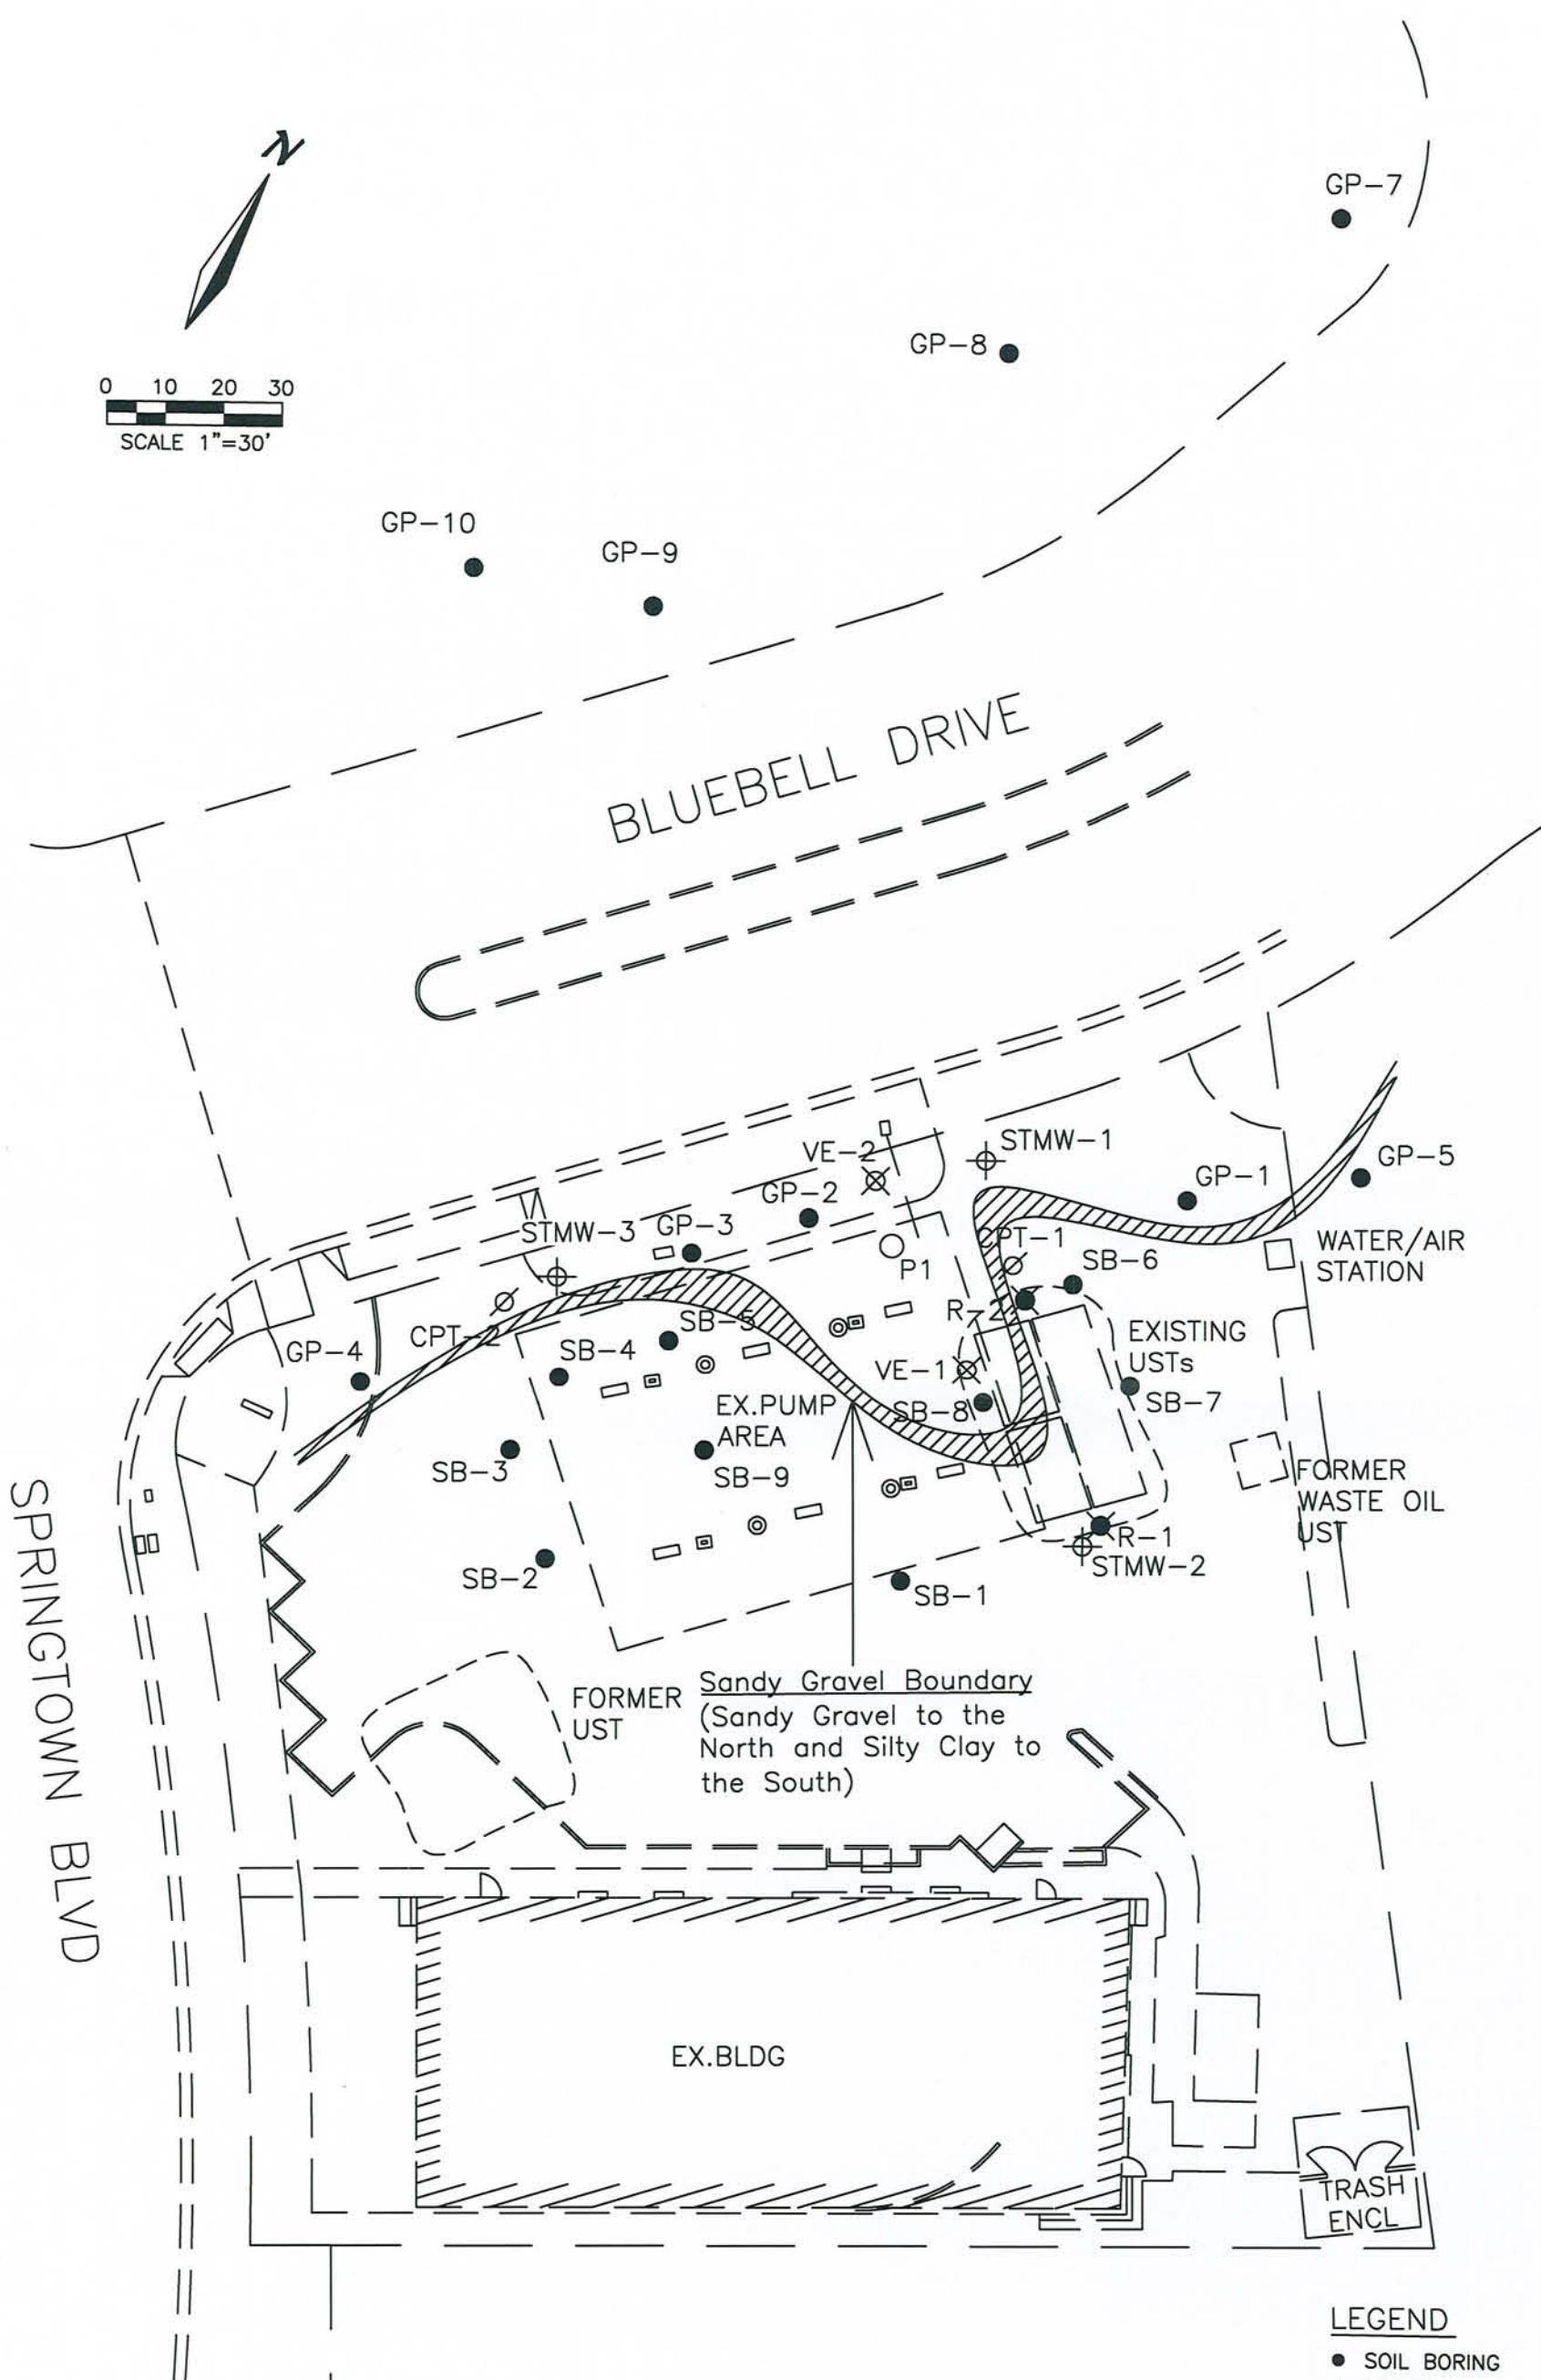 N
GP-7
GP-8
0 10 20 30
SCALE 1"=30'
GP-10
GP-9
BLUEBELL DRIVE
STMW-1
VE-2
GP-5
GP-1
GP-2
STMW-3
GP-3
CPT-1
WATER/AIR
STATION
SB-6
P1
R-2
SB-5
CPT-2
EXISTING
USTs
GP-4
SB-4
VE-1
SB-7
EX.PUMP
AREA
SB-8
SB-3
SB-9
FORMER
WASTE OIL
UST
R-1
STMW-2
SB-2
SB-1
SPRINGTOWN BLVD
FORMER
UST
Sandy Gravel Boundary
(Sandy Gravel to the
North and Silty Clay to
the South)
EX.BLDG
TRASH
ENCL
LEGEND
SOIL BORING